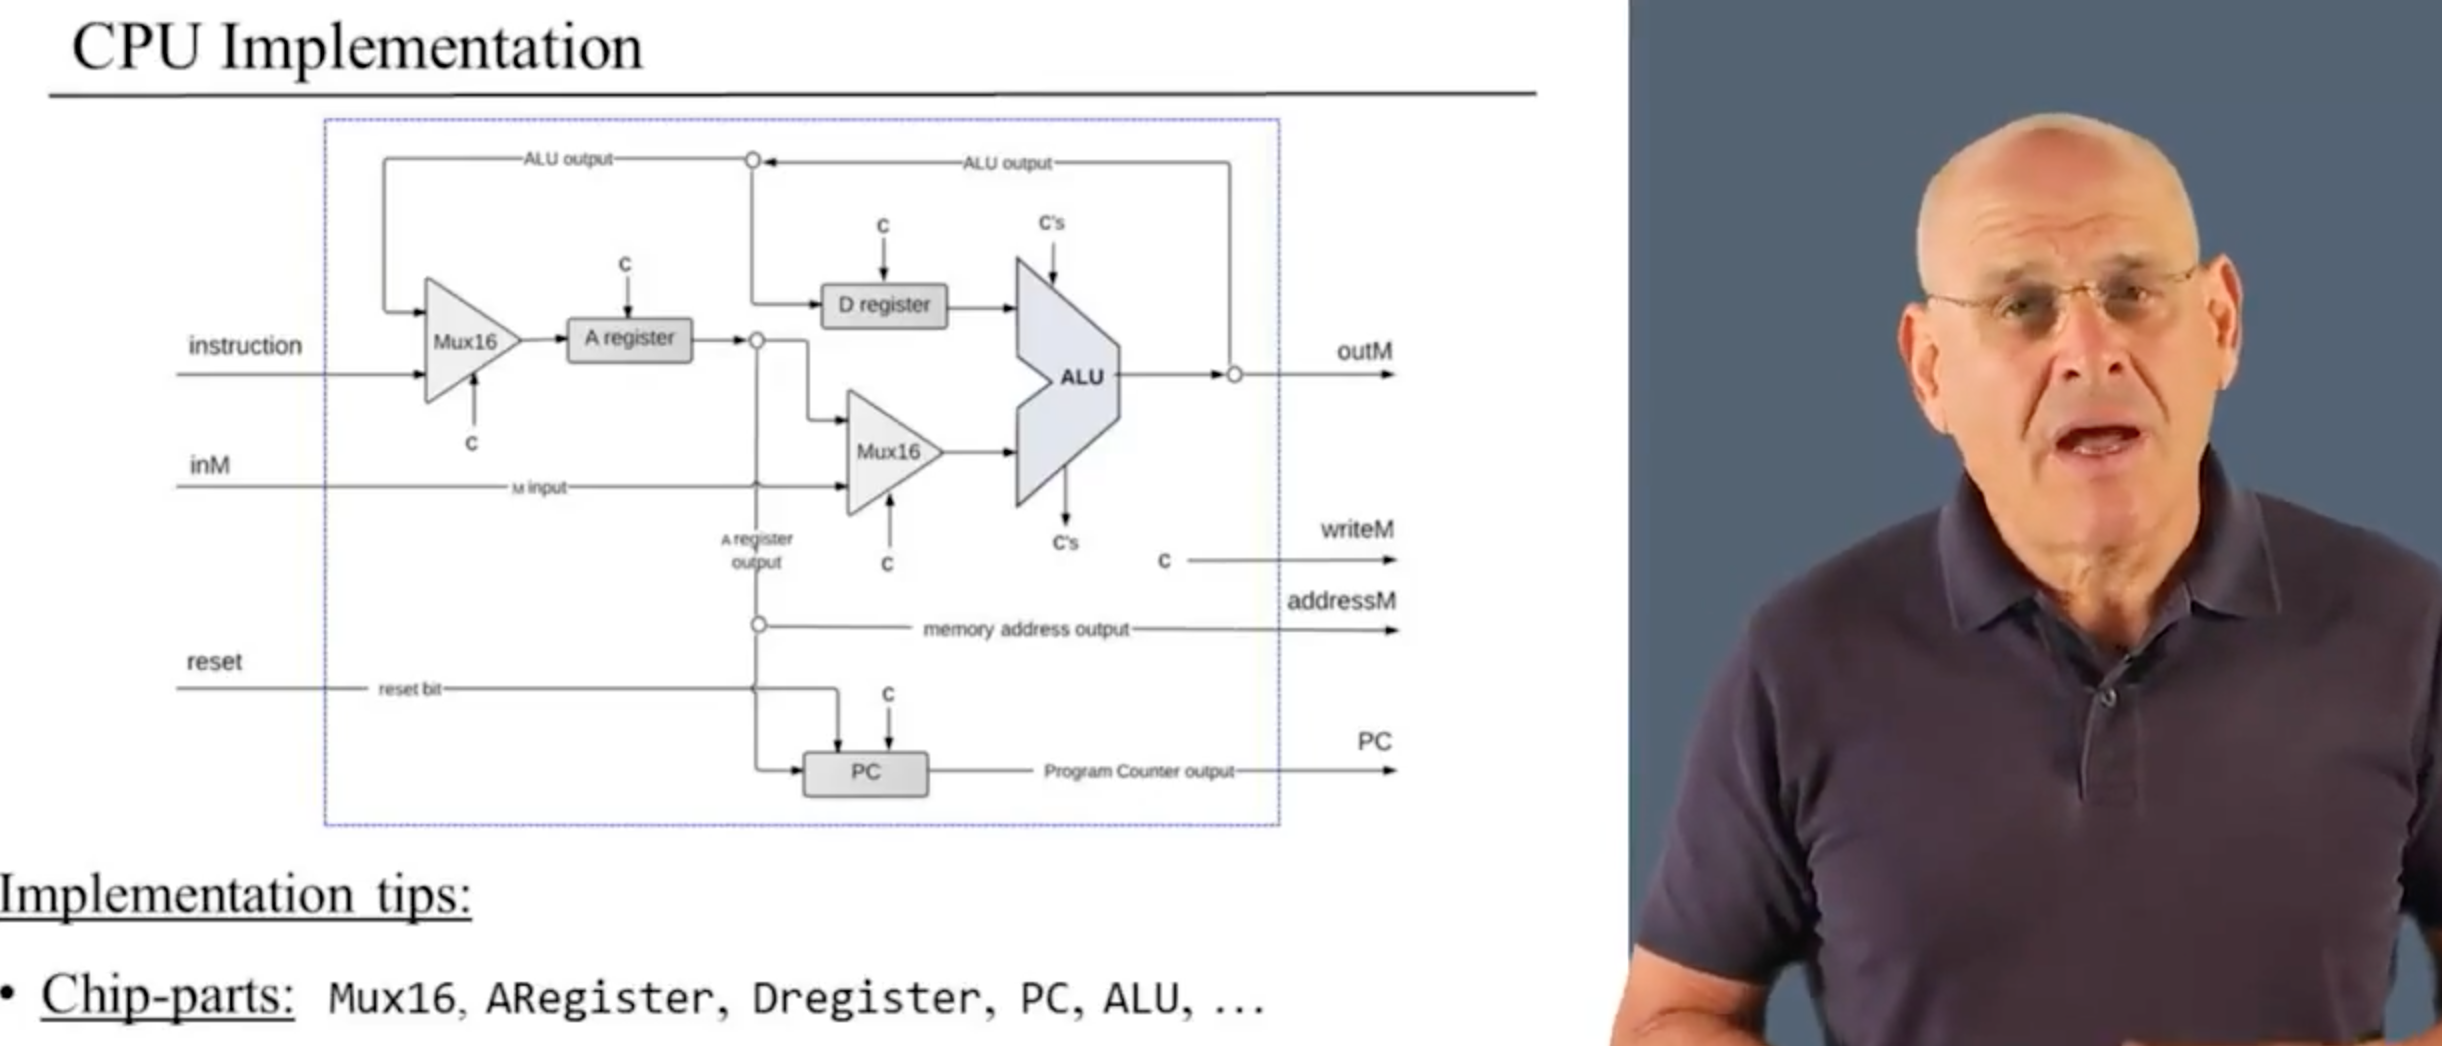 CPU Implementation
ALU output
ALU output
C
C's
C
D register
Mux16
A register
instruction
ALU
outM
C
inM
Mux16
M input
writeM
A register
output
C's
C
C
addressM
memory address output
reset
reset bit
C
PC
PC
Program Counter output
Implementation tips:
• Chip-parts: Mux16, ARegister, Dregister, PC, ALU, ...